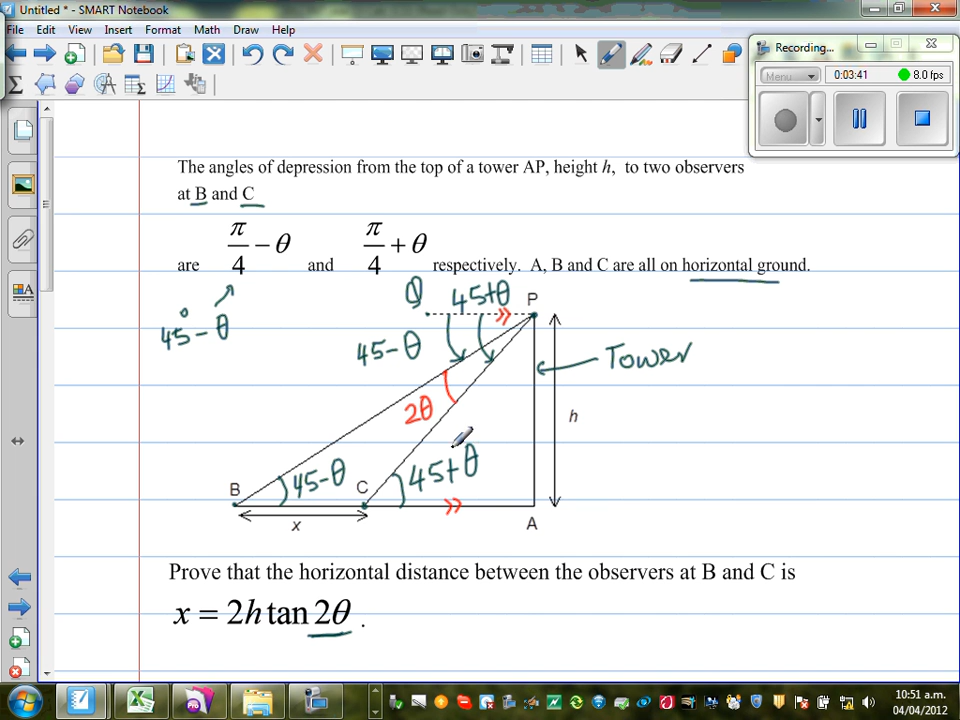 Untitled * - SMART Notebook
File Edit View Insert Format Math Draw Help
Recording...
Menu 0:03:41 8.0 fps
The angles of depression from the top of a tower AP, height h, to two observers
at B and C
are π/4 − θ and π/4 + θ respectively. A, B and C are all on horizontal ground.
45° − θ
Q 45+θ P
45−θ
Tower
2θ
h
B 45−θ C 45+θ
x A
Prove that the horizontal distance between the observers at B and C is
x = 2h tan 2θ .
10:51 a.m.
04/04/2012